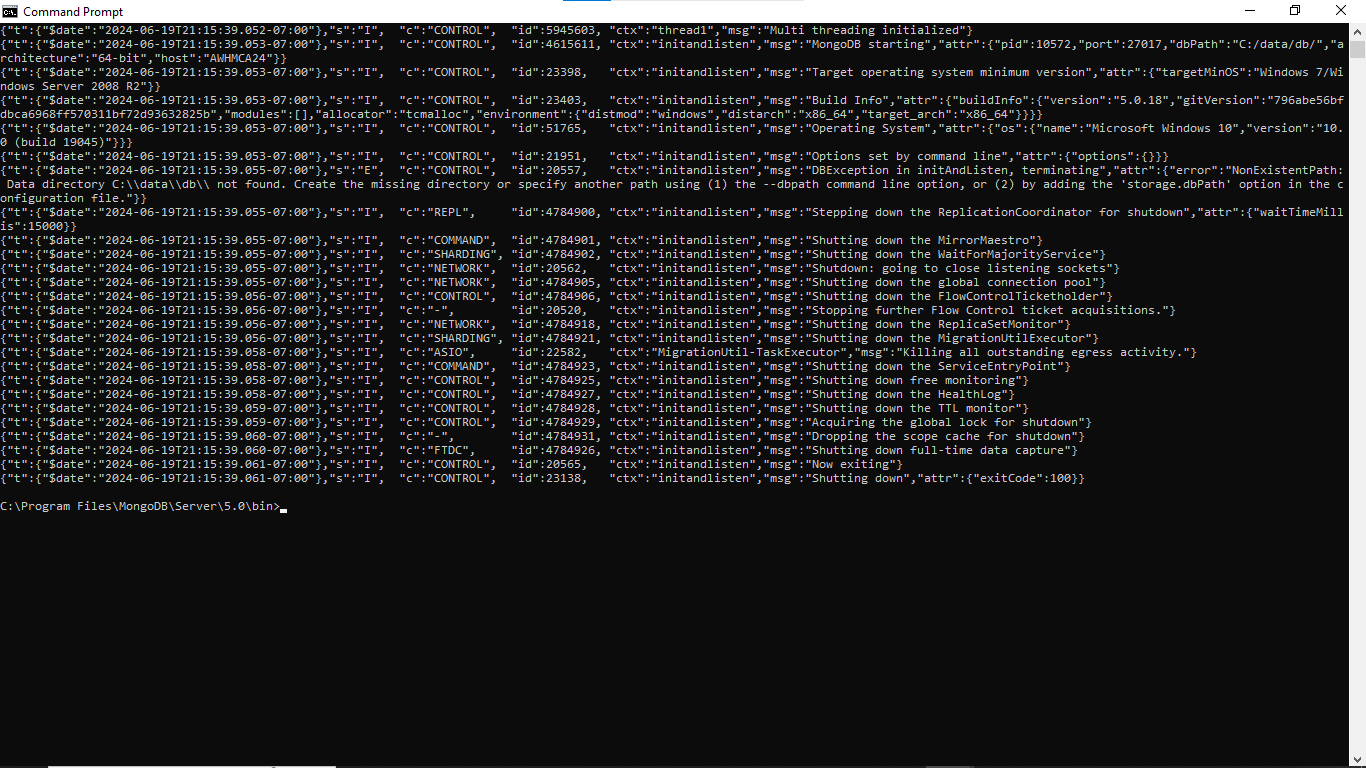 Command Prompt
{"t":{"$date":"2024-06-19T21:15:39.052-07:00"},"s":"I",  "c":"CONTROL",  "id":5945603, "ctx":"thread1","msg":"Multi threading initialized"}
{"t":{"$date":"2024-06-19T21:15:39.053-07:00"},"s":"I",  "c":"CONTROL",  "id":4615611, "ctx":"initandlisten","msg":"MongoDB starting","attr":{"pid":10572,"port":27017,"dbPath":"C:/data/db/","a
rchitecture":"64-bit","host":"AWHMCA24"}}
{"t":{"$date":"2024-06-19T21:15:39.053-07:00"},"s":"I",  "c":"CONTROL",  "id":23398,   "ctx":"initandlisten","msg":"Target operating system minimum version","attr":{"targetMinOS":"Windows 7/Wi
ndows Server 2008 R2"}}
{"t":{"$date":"2024-06-19T21:15:39.053-07:00"},"s":"I",  "c":"CONTROL",  "id":23403,   "ctx":"initandlisten","msg":"Build Info","attr":{"buildInfo":{"version":"5.0.18","gitVersion":"796abe56bf
dbca6968ff570311bf72d93632825b","modules":[],"allocator":"tcmalloc","environment":{"distmod":"windows","distarch":"x86_64","target_arch":"x86_64"}}}}
{"t":{"$date":"2024-06-19T21:15:39.053-07:00"},"s":"I",  "c":"CONTROL",  "id":51765,   "ctx":"initandlisten","msg":"Operating System","attr":{"os":{"name":"Microsoft Windows 10","version":"10.
0 (build 19045)"}}}
{"t":{"$date":"2024-06-19T21:15:39.053-07:00"},"s":"I",  "c":"CONTROL",  "id":21951,   "ctx":"initandlisten","msg":"Options set by command line","attr":{"options":{}}}
{"t":{"$date":"2024-06-19T21:15:39.055-07:00"},"s":"E",  "c":"CONTROL",  "id":20557,   "ctx":"initandlisten","msg":"DBException in initAndListen, terminating","attr":{"error":"NonExistentPath:
 Data directory C:\\data\\db\\ not found. Create the missing directory or specify another path using (1) the --dbpath command line option, or (2) by adding the 'storage.dbPath' option in the c
onfiguration file."}}
{"t":{"$date":"2024-06-19T21:15:39.055-07:00"},"s":"I",  "c":"REPL",     "id":4784900, "ctx":"initandlisten","msg":"Stepping down the ReplicationCoordinator for shutdown","attr":{"waitTimeMill
is":15000}}
{"t":{"$date":"2024-06-19T21:15:39.055-07:00"},"s":"I",  "c":"COMMAND",  "id":4784901, "ctx":"initandlisten","msg":"Shutting down the MirrorMaestro"}
{"t":{"$date":"2024-06-19T21:15:39.055-07:00"},"s":"I",  "c":"SHARDING", "id":4784902, "ctx":"initandlisten","msg":"Shutting down the WaitForMajorityService"}
{"t":{"$date":"2024-06-19T21:15:39.055-07:00"},"s":"I",  "c":"NETWORK",  "id":20562,   "ctx":"initandlisten","msg":"Shutdown: going to close listening sockets"}
{"t":{"$date":"2024-06-19T21:15:39.055-07:00"},"s":"I",  "c":"NETWORK",  "id":4784905, "ctx":"initandlisten","msg":"Shutting down the global connection pool"}
{"t":{"$date":"2024-06-19T21:15:39.056-07:00"},"s":"I",  "c":"CONTROL",  "id":4784906, "ctx":"initandlisten","msg":"Shutting down the FlowControlTicketholder"}
{"t":{"$date":"2024-06-19T21:15:39.056-07:00"},"s":"I",  "c":"-",        "id":20520,   "ctx":"initandlisten","msg":"Stopping further Flow Control ticket acquisitions."}
{"t":{"$date":"2024-06-19T21:15:39.056-07:00"},"s":"I",  "c":"NETWORK",  "id":4784918, "ctx":"initandlisten","msg":"Shutting down the ReplicaSetMonitor"}
{"t":{"$date":"2024-06-19T21:15:39.056-07:00"},"s":"I",  "c":"SHARDING", "id":4784921, "ctx":"initandlisten","msg":"Shutting down the MigrationUtilExecutor"}
{"t":{"$date":"2024-06-19T21:15:39.058-07:00"},"s":"I",  "c":"ASIO",     "id":22582,   "ctx":"MigrationUtil-TaskExecutor","msg":"Killing all outstanding egress activity."}
{"t":{"$date":"2024-06-19T21:15:39.058-07:00"},"s":"I",  "c":"COMMAND",  "id":4784923, "ctx":"initandlisten","msg":"Shutting down the ServiceEntryPoint"}
{"t":{"$date":"2024-06-19T21:15:39.058-07:00"},"s":"I",  "c":"CONTROL",  "id":4784925, "ctx":"initandlisten","msg":"Shutting down free monitoring"}
{"t":{"$date":"2024-06-19T21:15:39.058-07:00"},"s":"I",  "c":"CONTROL",  "id":4784927, "ctx":"initandlisten","msg":"Shutting down the HealthLog"}
{"t":{"$date":"2024-06-19T21:15:39.059-07:00"},"s":"I",  "c":"CONTROL",  "id":4784928, "ctx":"initandlisten","msg":"Shutting down the TTL monitor"}
{"t":{"$date":"2024-06-19T21:15:39.059-07:00"},"s":"I",  "c":"CONTROL",  "id":4784929, "ctx":"initandlisten","msg":"Acquiring the global lock for shutdown"}
{"t":{"$date":"2024-06-19T21:15:39.060-07:00"},"s":"I",  "c":"-",        "id":4784931, "ctx":"initandlisten","msg":"Dropping the scope cache for shutdown"}
{"t":{"$date":"2024-06-19T21:15:39.060-07:00"},"s":"I",  "c":"FTDC",     "id":4784926, "ctx":"initandlisten","msg":"Shutting down full-time data capture"}
{"t":{"$date":"2024-06-19T21:15:39.061-07:00"},"s":"I",  "c":"CONTROL",  "id":20565,   "ctx":"initandlisten","msg":"Now exiting"}
{"t":{"$date":"2024-06-19T21:15:39.061-07:00"},"s":"I",  "c":"CONTROL",  "id":23138,   "ctx":"initandlisten","msg":"Shutting down","attr":{"exitCode":100}}
C:\Program Files\MongoDB\Server\5.0\bin>